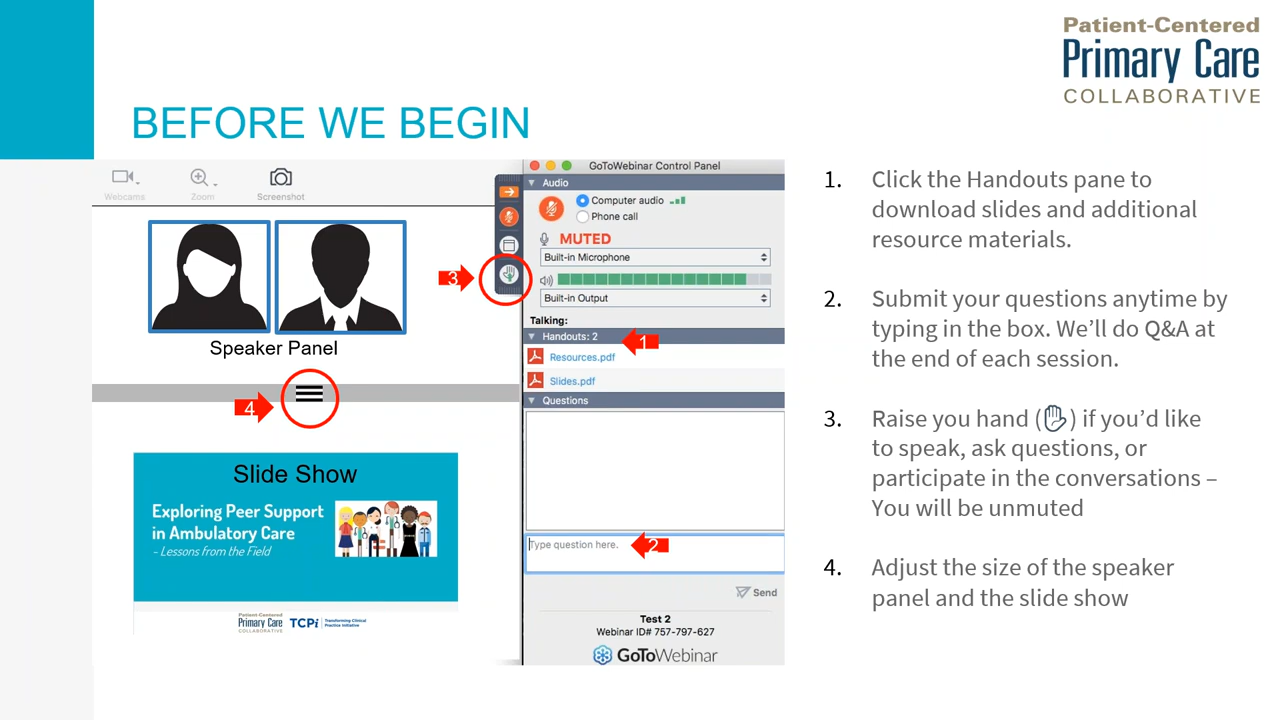 Patient-Centered
Primary Care
COLLABORATIVE
BEFORE WE BEGIN
Webcams
Zoom
Screenshot
Speaker Panel
3
4
Slide Show
Exploring Peer Support
in Ambulatory Care
– Lessons from the Field
Patient-Centered
Primary Care
COLLABORATIVE
TCPi
Transforming Clinical
Practice Initiative
GoToWebinar Control Panel
Audio
Computer audio
Phone call
MUTED
Built-in Microphone
Built-in Output
Talking:
Handouts: 2
1
Resources.pdf
Slides.pdf
Questions
Type question here.
2
Send
Test 2
Webinar ID# 757-797-627
GoToWebinar
1. Click the Handouts pane to
download slides and additional
resource materials.
2. Submit your questions anytime by
typing in the box. We’ll do Q&A at
the end of each session.
3. Raise you hand ( ) if you’d like
to speak, ask questions, or
participate in the conversations –
You will be unmuted
4. Adjust the size of the speaker
panel and the slide show